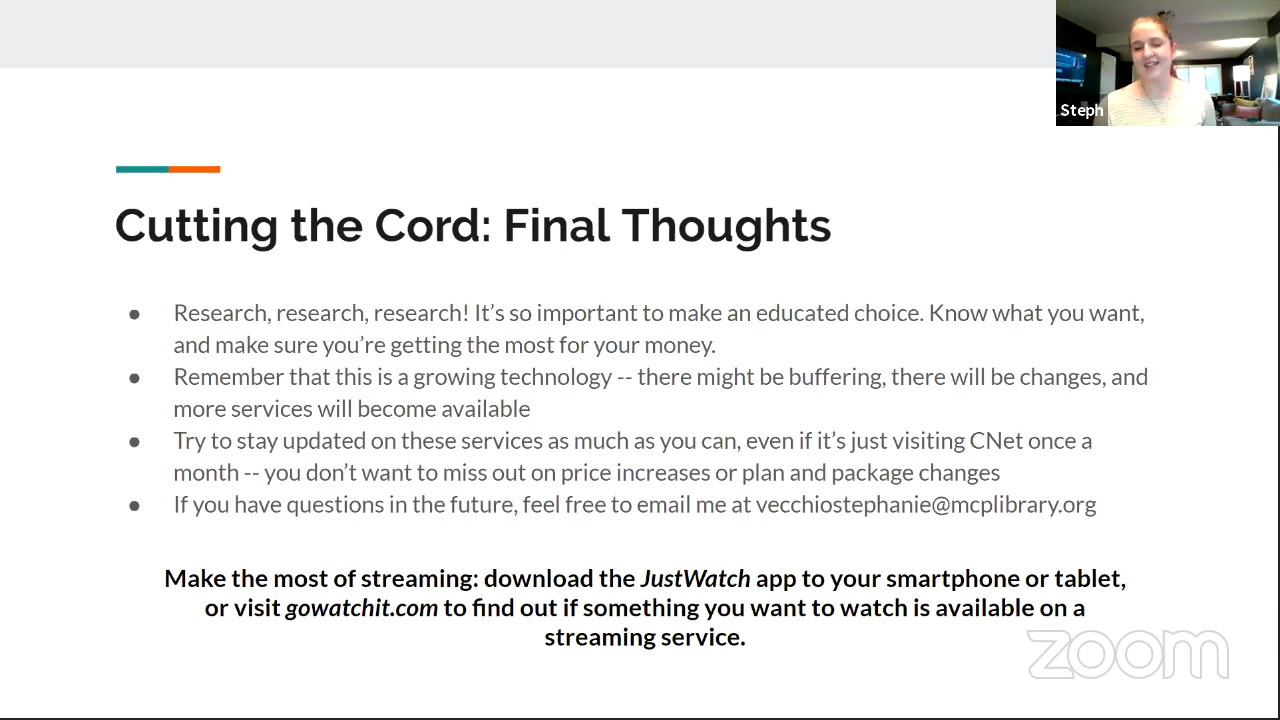 Steph
Cutting the Cord: Final Thoughts
● Research, research, research! It’s so important to make an educated choice. Know what you want,
and make sure you’re getting the most for your money.
● Remember that this is a growing technology -- there might be buffering, there will be changes, and
more services will become available
● Try to stay updated on these services as much as you can, even if it’s just visiting CNet once a
month -- you don’t want to miss out on price increases or plan and package changes
● If you have questions in the future, feel free to email me at vecchiostephanie@mcplibrary.org
Make the most of streaming: download the JustWatch app to your smartphone or tablet,
or visit gowatchit.com to find out if something you want to watch is available on a
streaming service.
zoom